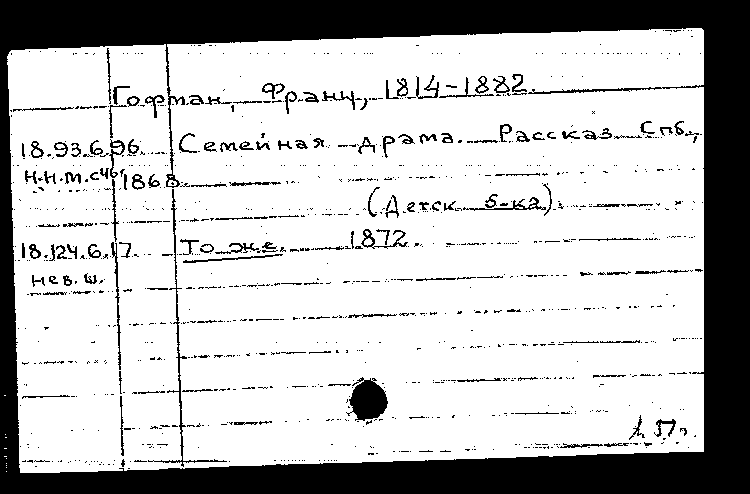 Гофман, Франц, 1814-1882.
18.93.6.96. Семейная драма. Рассказ. Спб.,
1868.
(Детск. б-ка).
18.124.6.17. То же. 1872.
нев. ш.